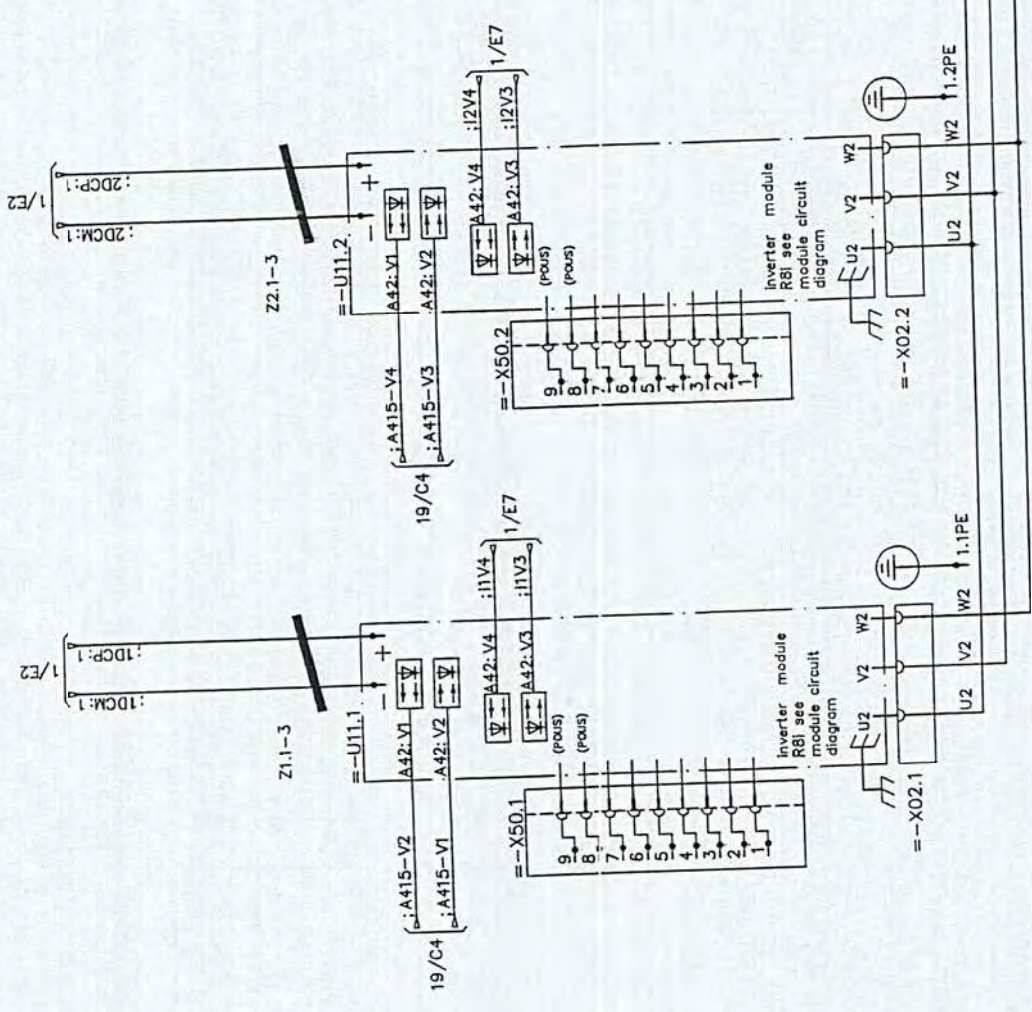 1/E2
:2DCM:1
:2DCP:1
Z2.1-3
=-U11.2
-
+
1/E7
A42: V1
A42: V2
:A415-V4
:A415-V3
19/C4
A42: V4
A42: V3
:I2V4
:I2V3
(POUS)
(POUS)
=-X50.2
9
8
7
6
5
4
3
2
1
Inverter module
R8I see
module circuit
diagram
U2
V2
W2
=-X02.2
U2
V2
W2
1.2PE
1/E2
:1DCM:1
:1DCP:1
Z1.1-3
=-U11.1
-
+
1/E7
A42: V1
A42: V2
:A415-V2
:A415-V1
19/C4
A42: V4
A42: V3
:I1V4
:I1V3
(POUS)
(POUS)
=-X50.1
9
8
7
6
5
4
3
2
1
Inverter module
R8I see
module circuit
diagram
U2
V2
W2
=-X02.1
U2
V2
W2
1.1PE